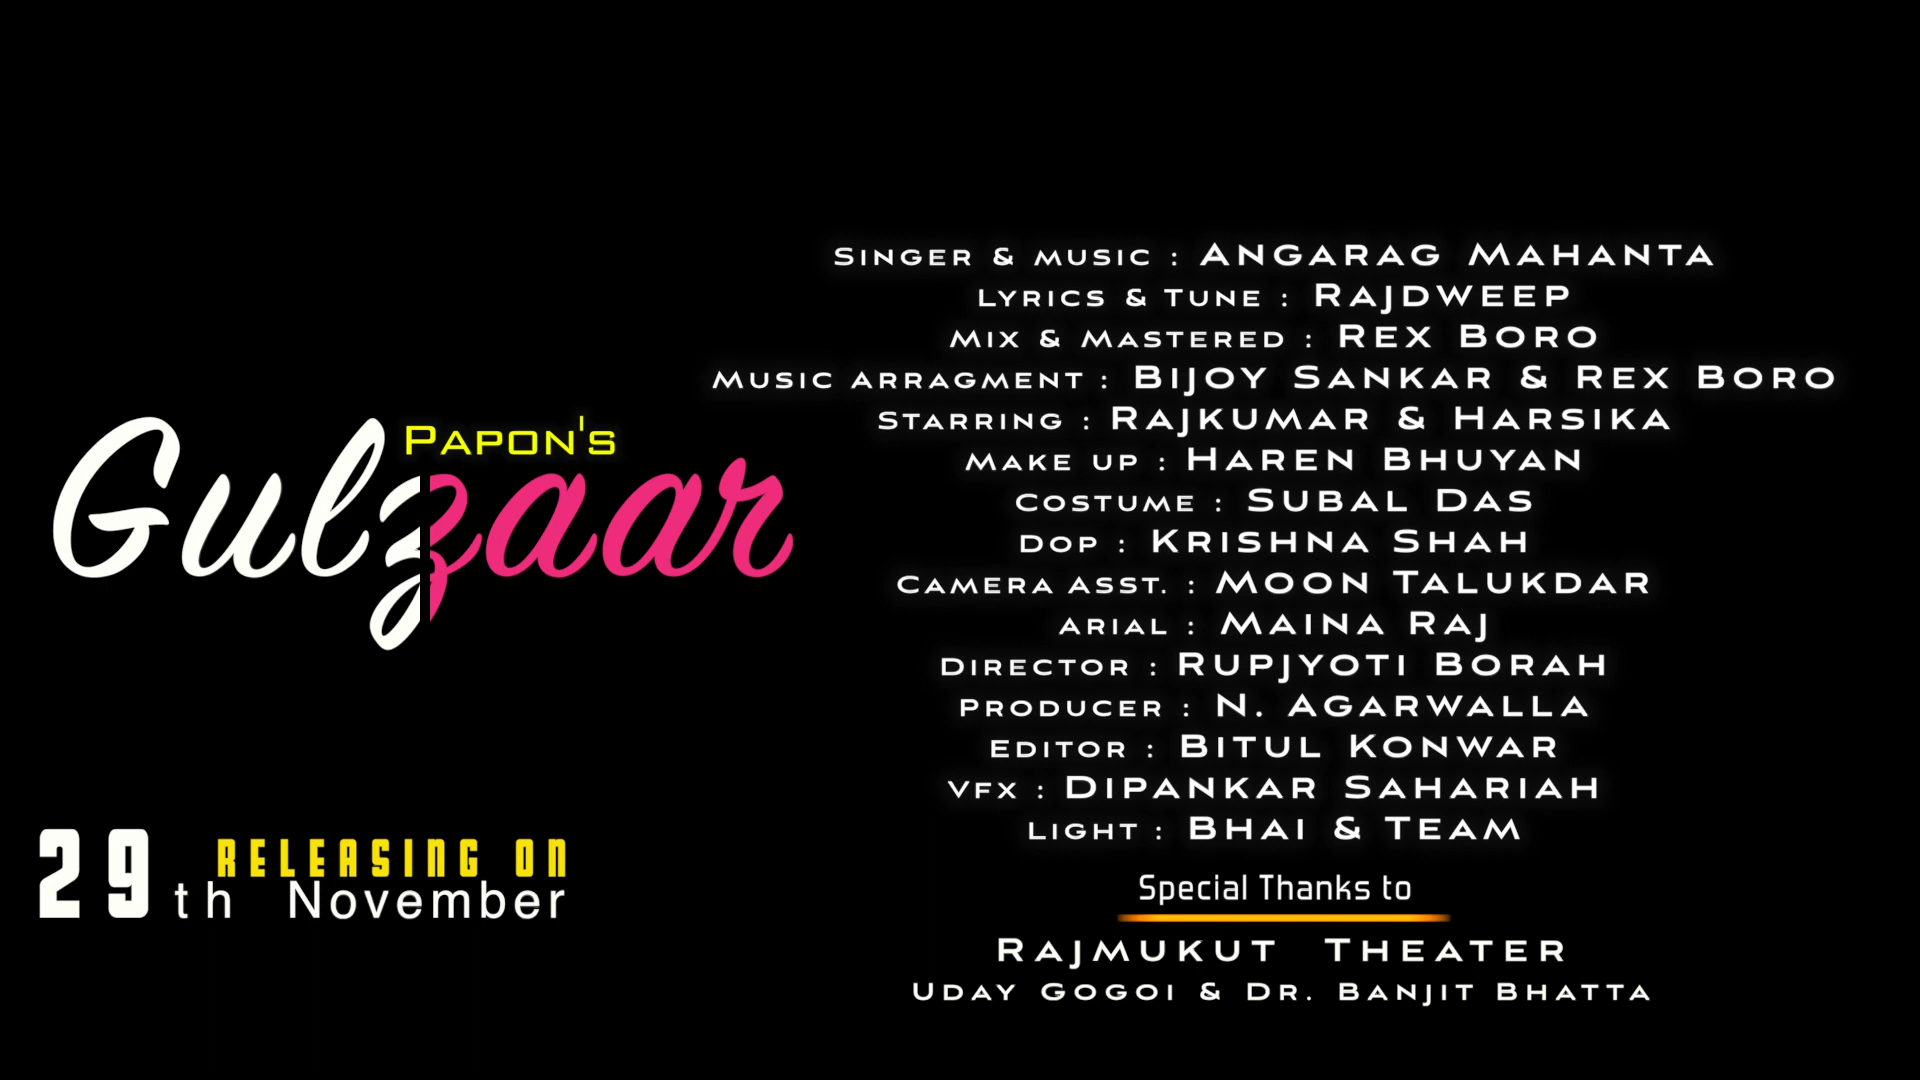 Papon's
Gulzaar
RELEASING ON
29th November
Singer & music : Angarag Mahanta
Lyrics & Tune : Rajdweep
Mix & Mastered : Rex Boro
Music arragment : Bijoy Sankar & Rex Boro
Starring : Rajkumar & Harsika
Make up : Haren Bhuyan
Costume : Subal Das
Dop : Krishna Shah
Camera asst. : Moon Talukdar
arial : Maina Raj
Director : Rupjyoti Borah
Producer : N. Agarwalla
Editor : Bitul Konwar
Vfx : Dipankar Sahariah
Light : Bhai & Team
Special Thanks to
Rajmukut Theater
Uday Gogoi & Dr. Banjit Bhatta